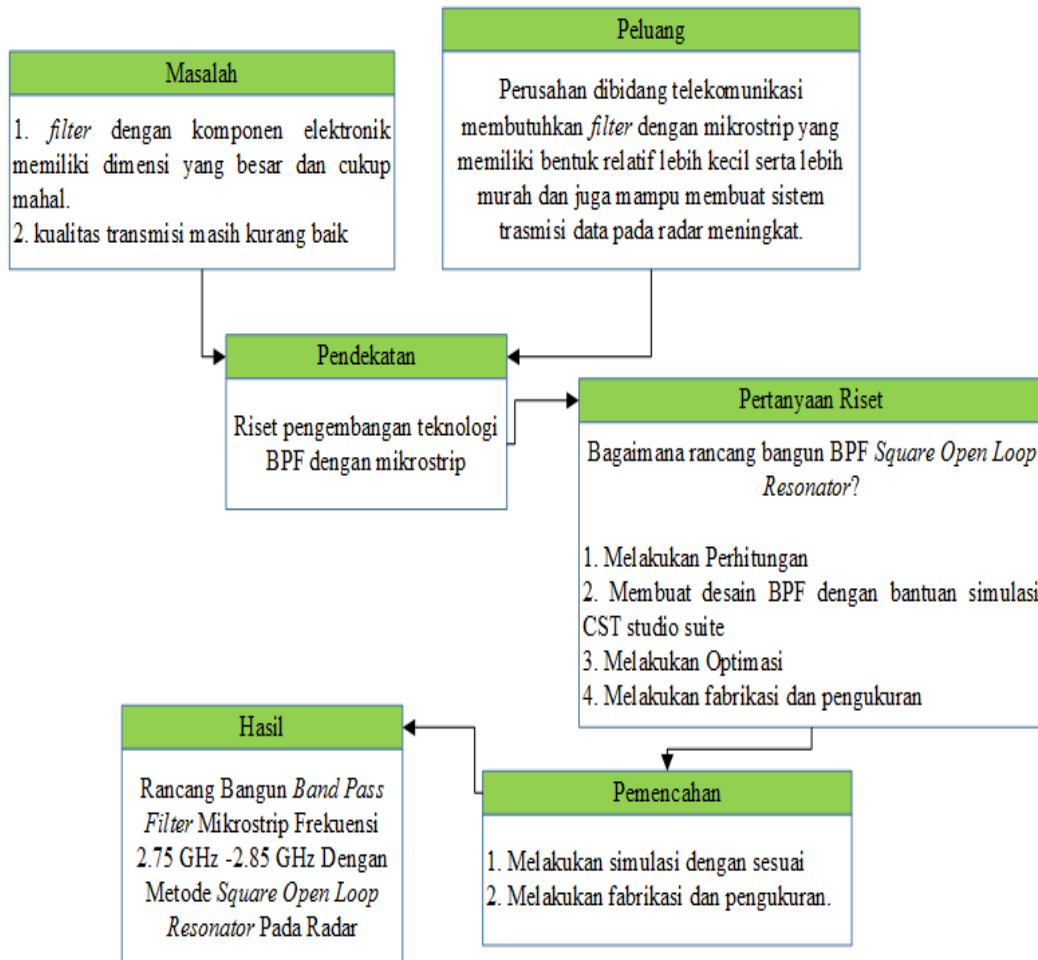 Masalah
1. filter dengan komponen elektronik
memiliki dimensi yang besar dan cukup
mahal.
2. kualitas transmisi masih kurang baik
Peluang
Perusahan dibidang telekomunikasi
membutuhkan filter dengan mikrostrip yang
memiliki bentuk relatif lebih kecil serta lebih
murah dan juga mampu membuat sistem
trasmisi data pada radar meningkat.
Pendekatan
Riset pengembangan teknologi
BPF dengan mikrostrip
Pertanyaan Riset
Bagaimana rancang bangun BPF Square Open Loop
Resonator?
1. Melakukan Perhitungan
2. Membuat desain BPF dengan bantuan simulasi
CST studio suite
3. Melakukan Optimasi
4. Melakukan fabrikasi dan pengukuran
Pemencahan
1. Melakukan simulasi dengan sesuai
2. Melakukan fabrikasi dan pengukuran.
Hasil
Rancang Bangun Band Pass
Filter Mikrostrip Frekuensi
2.75 GHz -2.85 GHz Dengan
Metode Square Open Loop
Resonator Pada Radar